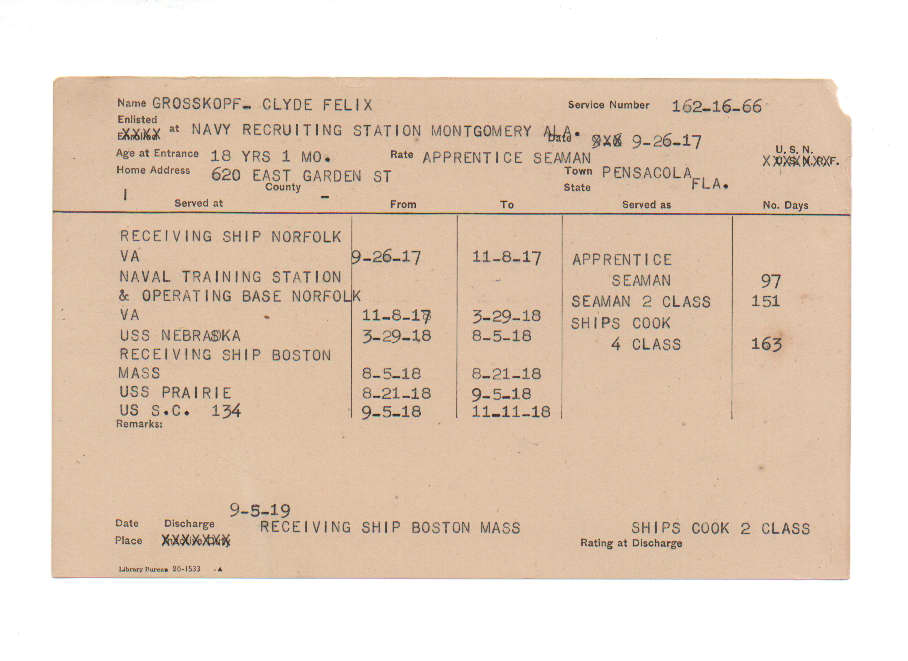 Name GROSSKOPF- CLYDE FELIX Service Number 162-16-66
Enlisted
at NAVY RECRUITING STATION MONTGOMERY ALA. Date 9-26-17
Age at Entrance 18 YRS 1 MO. Rate APPRENTICE SEAMAN U. S. N.
Home Address 620 EAST GARDEN ST Town PENSACOLA
County - State FLA.
Served at From To Served as No. Days
RECEIVING SHIP NORFOLK
VA 9-26-17 11-8-17 APPRENTICE
NAVAL TRAINING STATION SEAMAN 97
& OPERATING BASE NORFOLK SEAMAN 2 CLASS 151
VA 11-8-17 3-29-18 SHIPS COOK
USS NEBRASKA 3-29-18 8-5-18 4 CLASS 163
RECEIVING SHIP BOSTON
MASS 8-5-18 8-21-18
USS PRAIRIE 8-21-18 9-5-18
US S.C. 134 9-5-18 11-11-18
Remarks:
9-5-19
Date Discharge RECEIVING SHIP BOSTON MASS SHIPS COOK 2 CLASS
Place Rating at Discharge
Library Bureau 20-1533